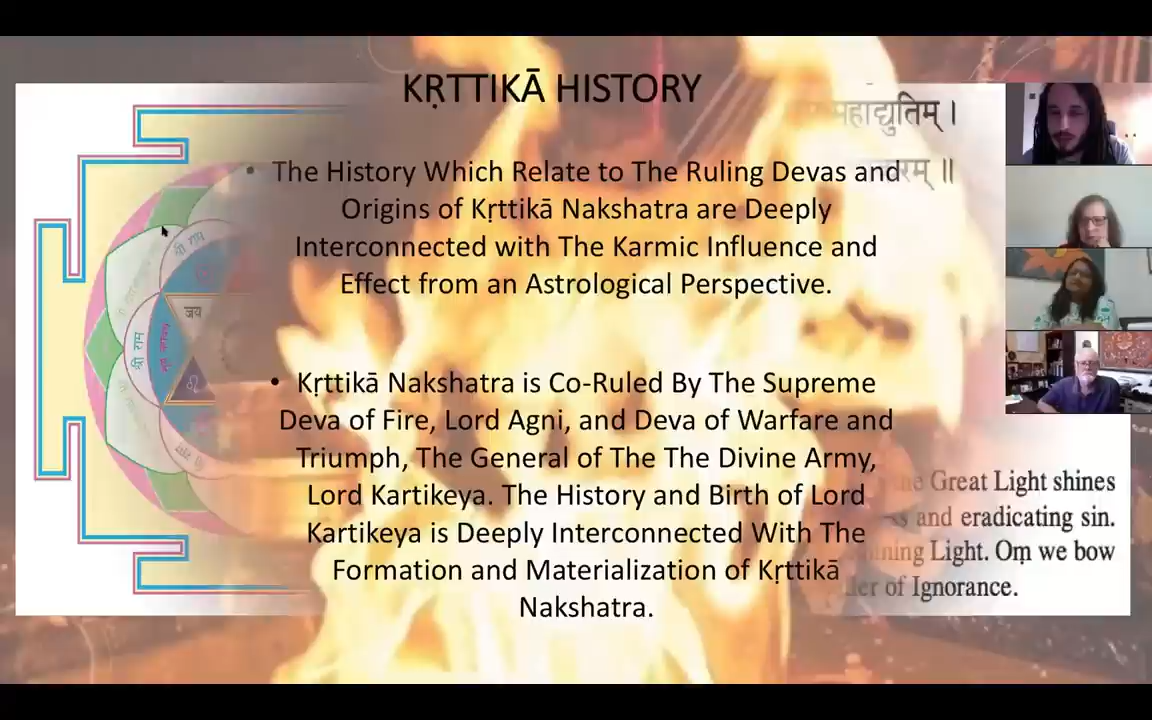 KṚTTIKĀ HISTORY
महाद्युतिम् ।
रम् ॥
• The History Which Relate to The Ruling Devas and
Origins of Kṛttikā Nakshatra are Deeply
Interconnected with The Karmic Influence and
Effect from an Astrological Perspective.
• Kṛttikā Nakshatra is Co-Ruled By The Supreme
Deva of Fire, Lord Agni, and Deva of Warfare and
Triumph, The General of The The Divine Army,
Lord Kartikeya. The History and Birth of Lord
Kartikeya is Deeply Interconnected With The
Formation and Materialization of Kṛttikā
Nakshatra.
श्री राम
जय
श्री राम
♌
Great Light shines
and eradicating sin.
Light. Oṃ we bow
of Ignorance.